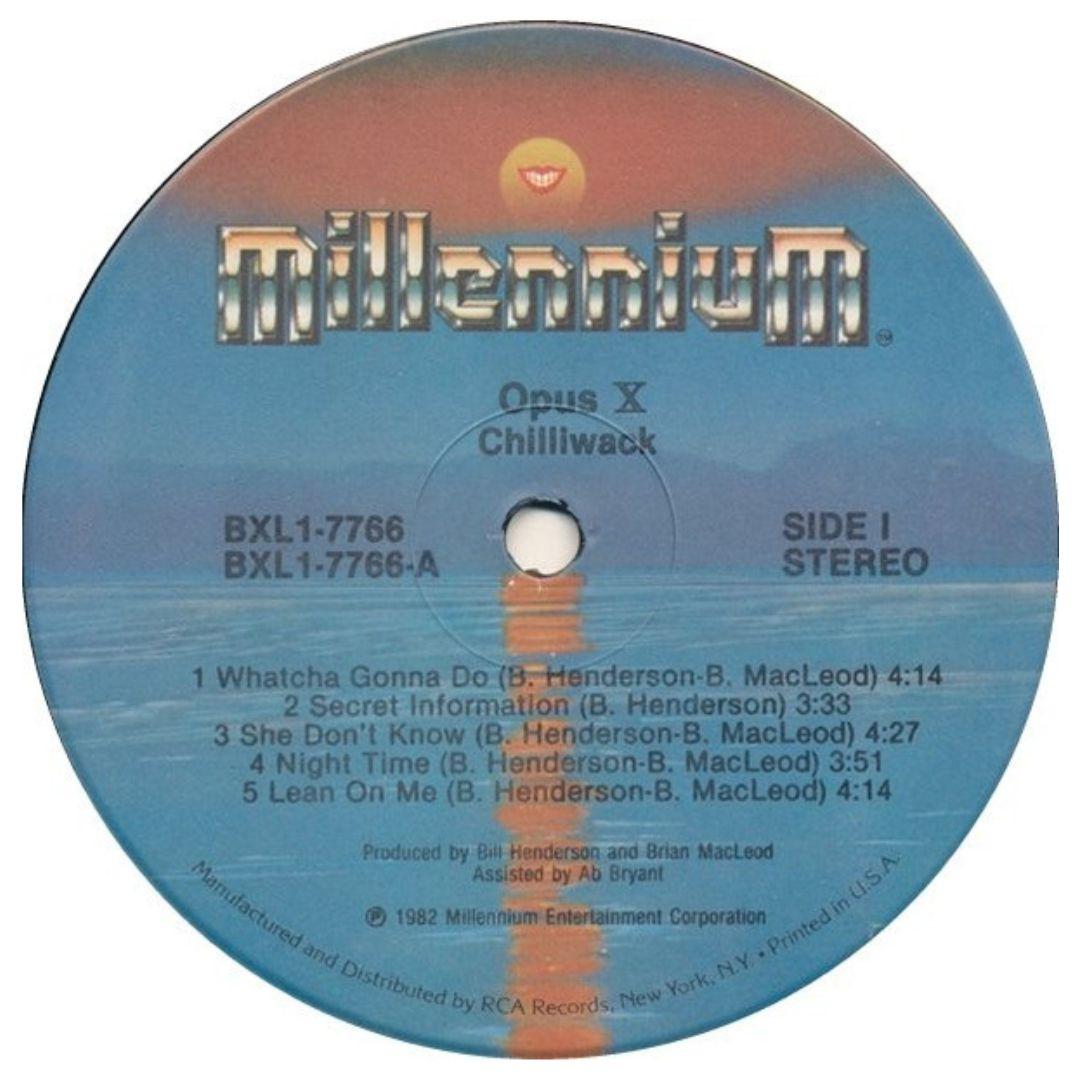 Millennium
TM
Opus X
Chilliwack
BXL1-7766
BXL1-7766-A
SIDE I
STEREO
1 Whatcha Gonna Do (B. Henderson-B. MacLeod) 4:14
2 Secret Information (B. Henderson) 3:33
3 She Don't Know (B. Henderson-B. MacLeod) 4:27
4 Night Time (B. Henderson-B. MacLeod) 3:51
5 Lean On Me (B. Henderson-B. MacLeod) 4:14
Produced by Bill Henderson and Brian MacLeod
Assisted by Ab Bryant
℗ 1982 Millennium Entertainment Corporation
Manufactured and Distributed by RCA Records, New York, N.Y. • Printed in U.S.A.